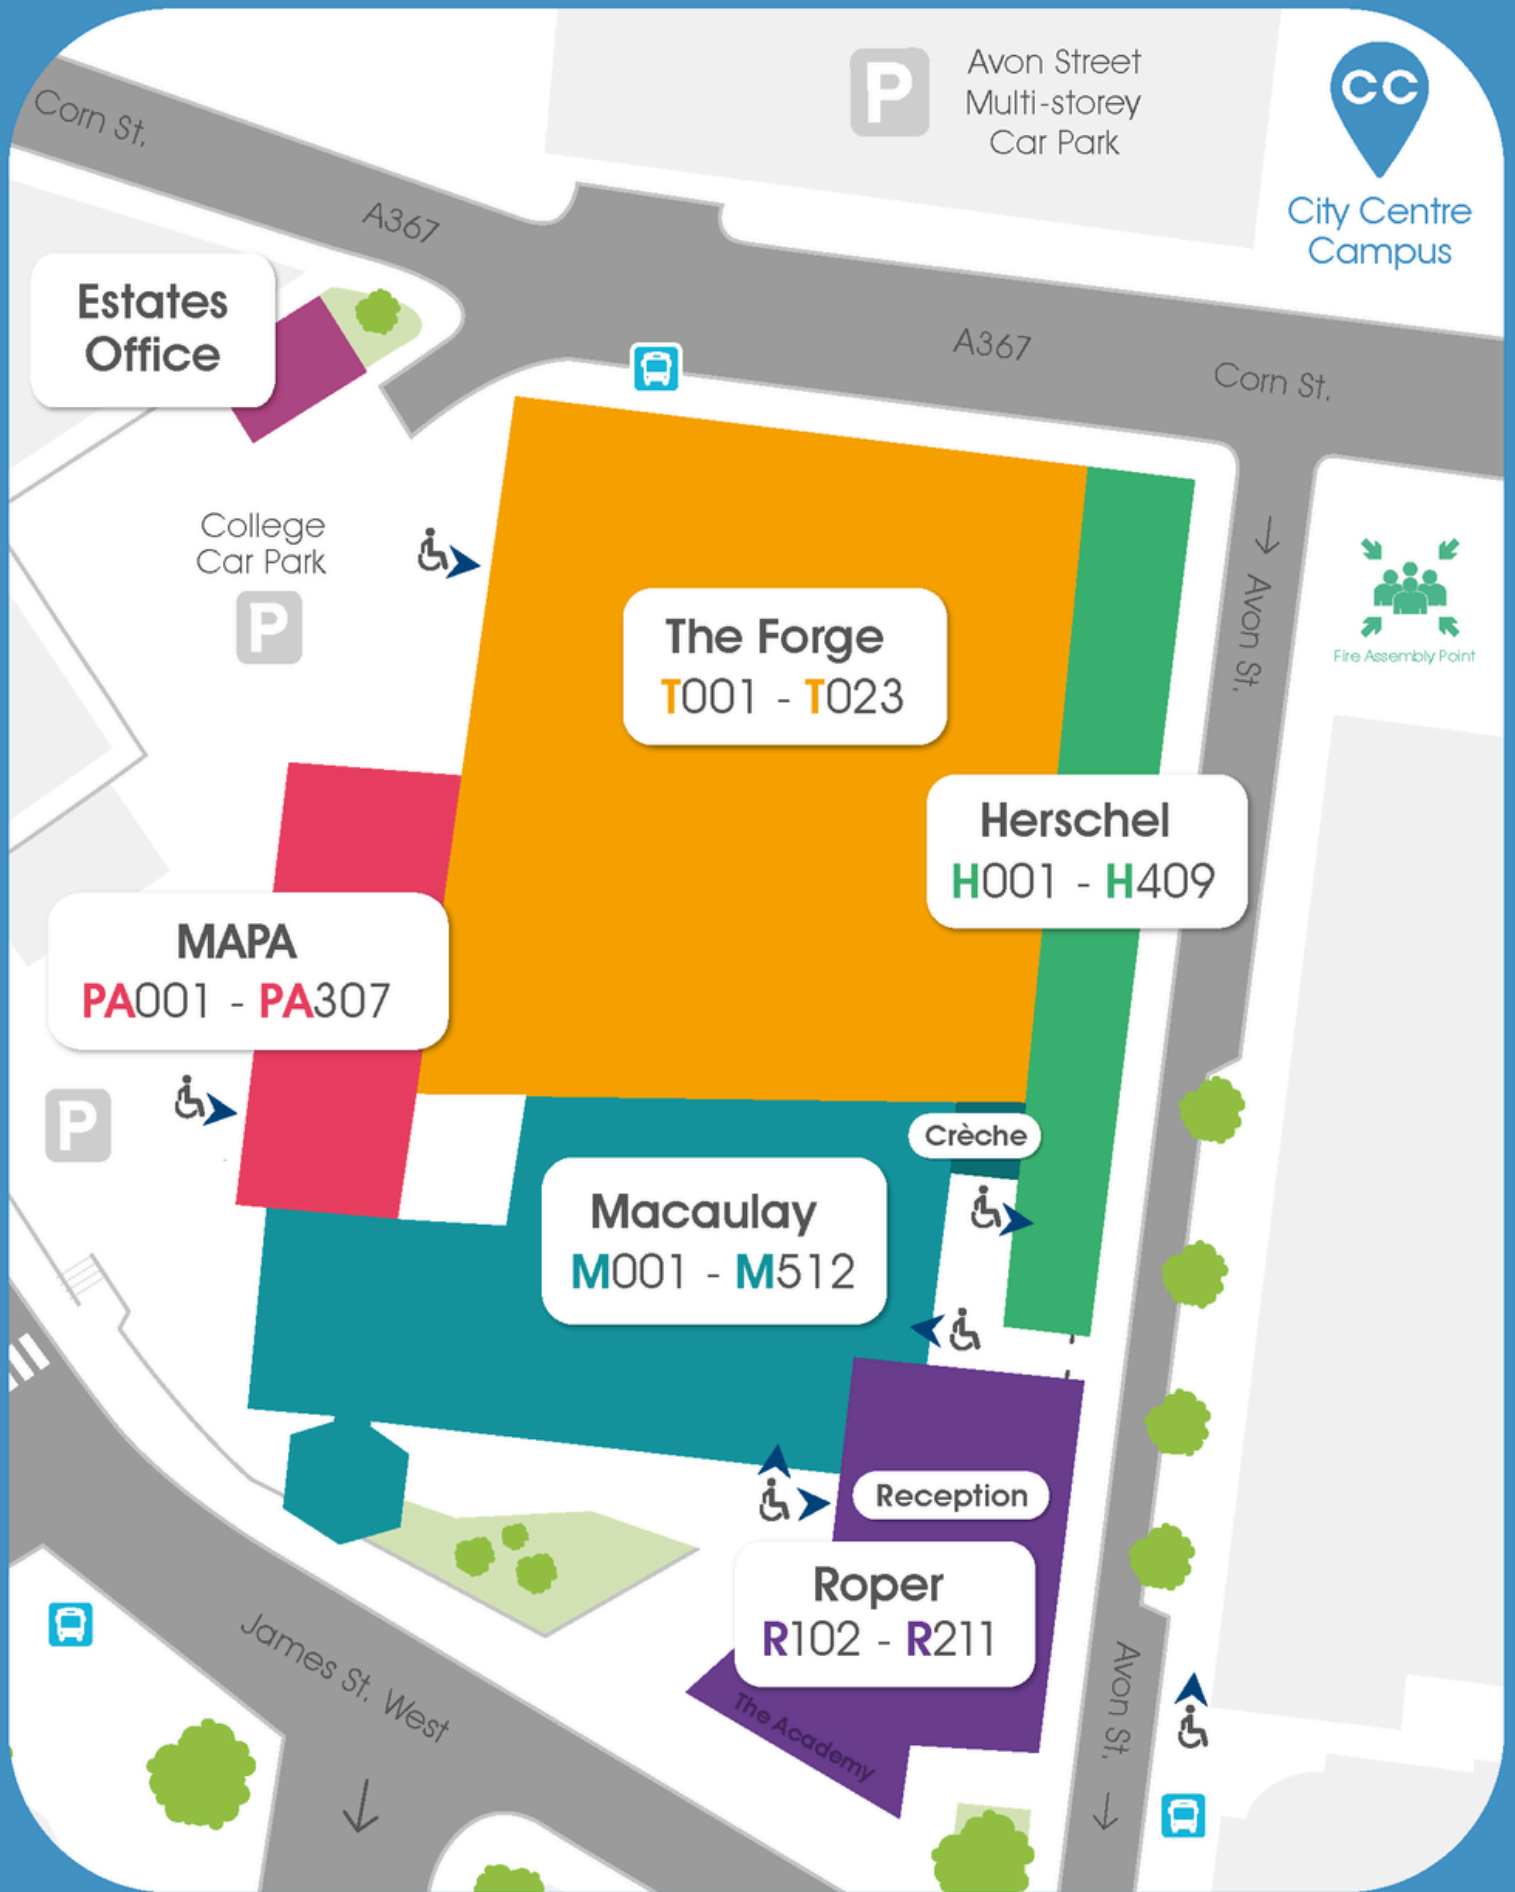 Corn St.
A367
P
Avon Street
Multi-storey
Car Park
CC
City Centre
Campus
Estates
Office
A367
Corn St.
College
Car Park
P
Avon St.
Fire Assembly Point
The Forge
T001 - T023
Herschel
H001 - H409
MAPA
PA001 - PA307
P
Crèche
Macaulay
M001 - M512
Reception
Roper
R102 - R211
The Academy
James St. West
Avon St.